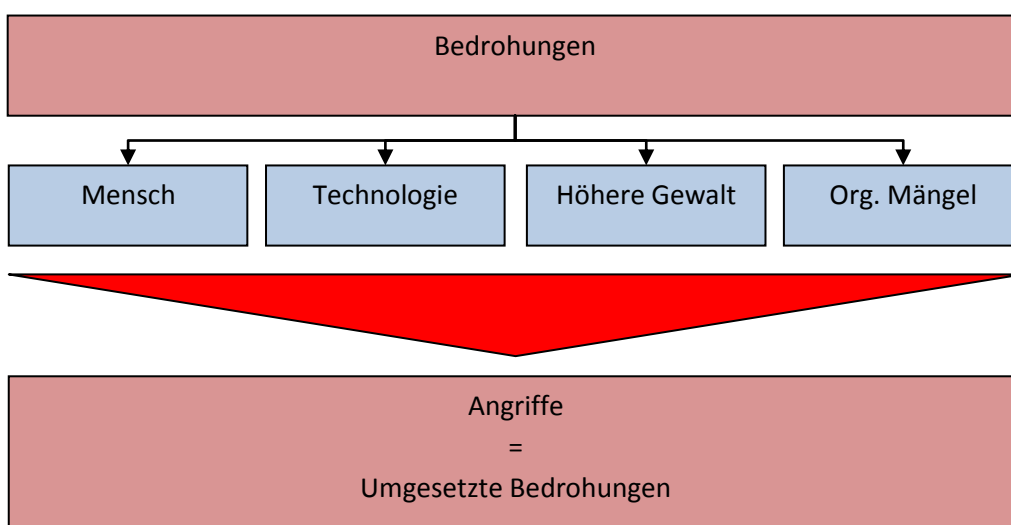 Bedrohungen
Mensch
Technologie
Höhere Gewalt
Org. Mängel
Angriffe
=
Umgesetzte Bedrohungen